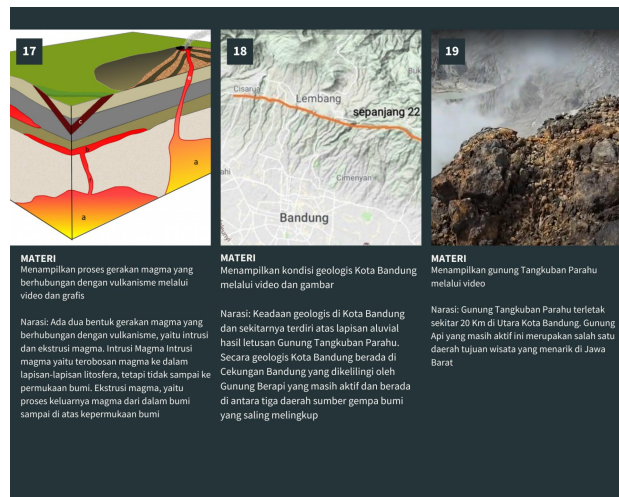 17
a
a
b
b
c
e
18
Cisarua
Lembang
sepanjang 22
Cimenyan
Bandung
19
MATERI
Menampilkan proses gerakan magma yang
berhubungan dengan vulkanisme melalui
video dan grafis
Narasi: Ada dua bentuk gerakan magma yang
berhubungan dengan vulkanisme, yaitu intrusi
dan ekstrusi magma. Intrusi Magma Intrusi
magma yaitu terobosan magma ke dalam
lapisan-lapisan litosfera, tetapi tidak sampai ke
permukaan bumi. Ekstrusi magma, yaitu
proses keluarnya magma dari dalam bumi
sampai di atas kepermukaan bumi
MATERI
Menampilkan kondisi geologis Kota Bandung
melalui video dan gambar
Narasi: Keadaan geologis di Kota Bandung
dan sekitarnya terdiri atas lapisan aluvial
hasil letusan Gunung Tangkuban Parahu.
Secara geologis Kota Bandung berada di
Cekungan Bandung yang dikelilingi oleh
Gunung Berapi yang masih aktif dan berada
di antara tiga daerah sumber gempa bumi
yang saling melingkup
MATERI
Menampilkan gunung Tangkuban Parahu
melalui video
Narasi: Gunung Tangkuban Parahu terletak
sekitar 20 Km di Utara Kota Bandung. Gunung
Api yang masih aktif ini merupakan salah satu
daerah tujuan wisata yang menarik di Jawa
Barat